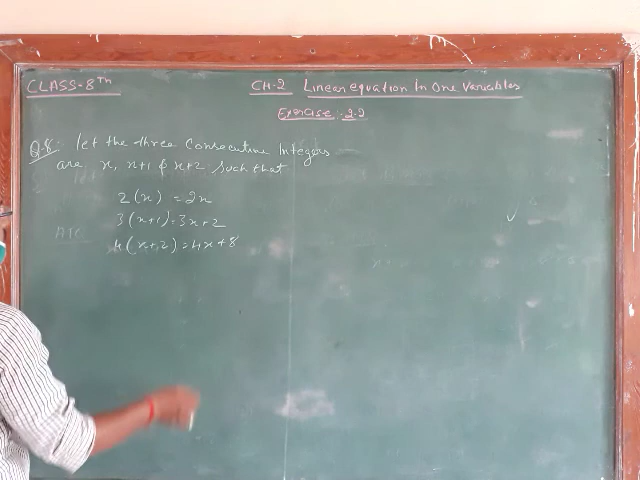 CLASS-8TH
CH-2 Linear equation In One Variables
Exercise 2.2
Q.8. let the three Consecutive Integers
are x, x+1 & x+2 such that
2(x) = 2x
3(x+1)=3x+2
4(x+2)=4x+8
ATC